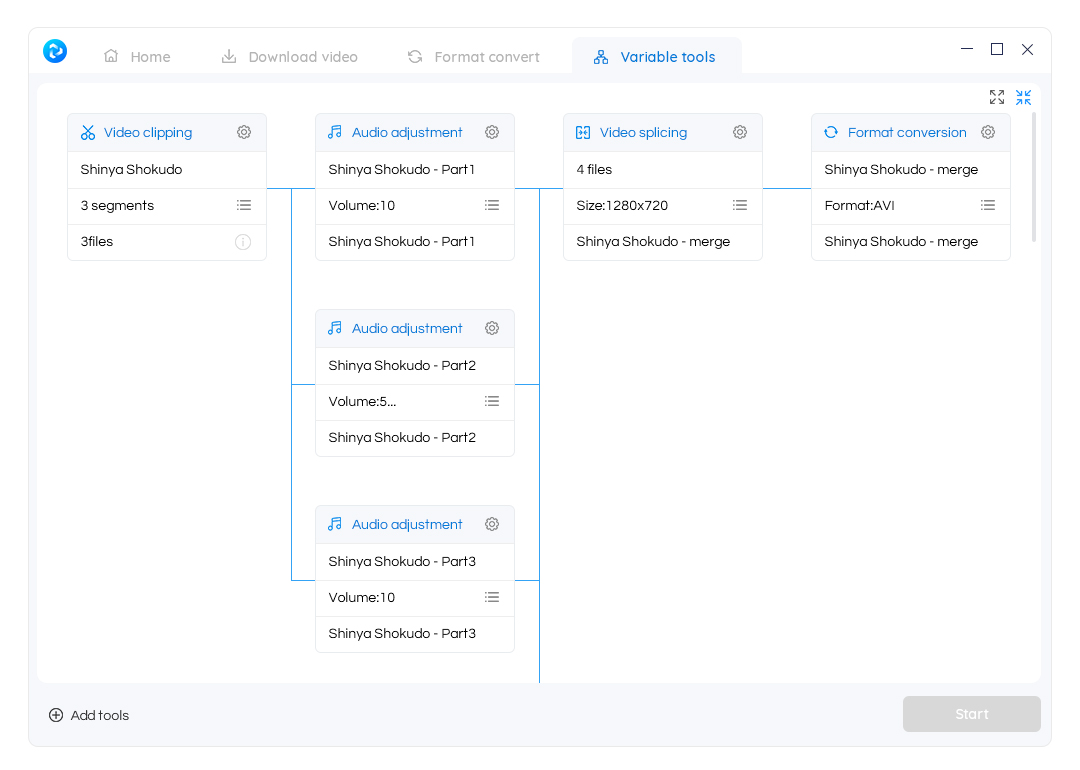 Home
Download video
Format convert
Variable tools
Video clipping
Shinya Shokudo
3 segments
3files
Audio adjustment
Shinya Shokudo - Part1
Volume:10
Shinya Shokudo - Part1
Video splicing
4 files
Size:1280x720
Shinya Shokudo - merge
Format conversion
Shinya Shokudo - merge
Format:AVI
Shinya Shokudo - merge
Audio adjustment
Shinya Shokudo - Part2
Volume:5...
Shinya Shokudo - Part2
Audio adjustment
Shinya Shokudo - Part3
Volume:10
Shinya Shokudo - Part3
Add tools
Start